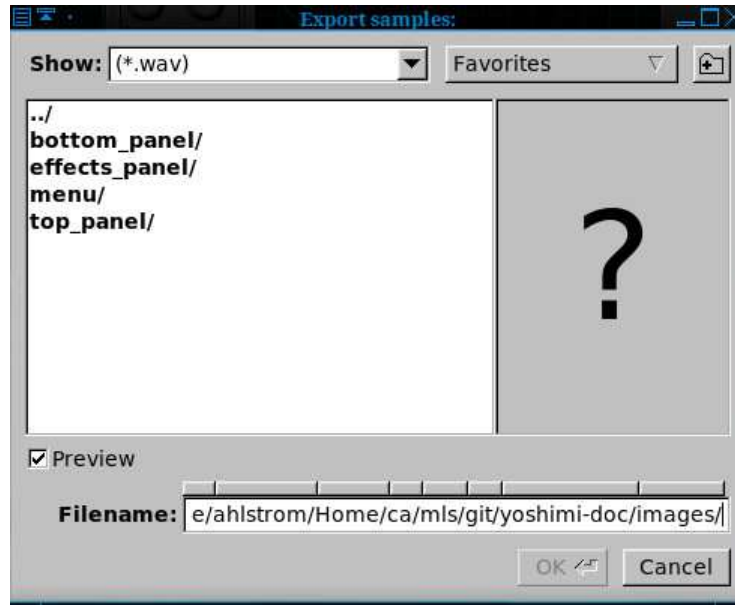 Export samples:
Show: (*.wav) Favorites
../
bottom_panel/
effects_panel/
menu/
top_panel/
?
Preview
Filename: e/ahlstrom/Home/ca/mls/git/yoshimi-doc/images/
OK Cancel